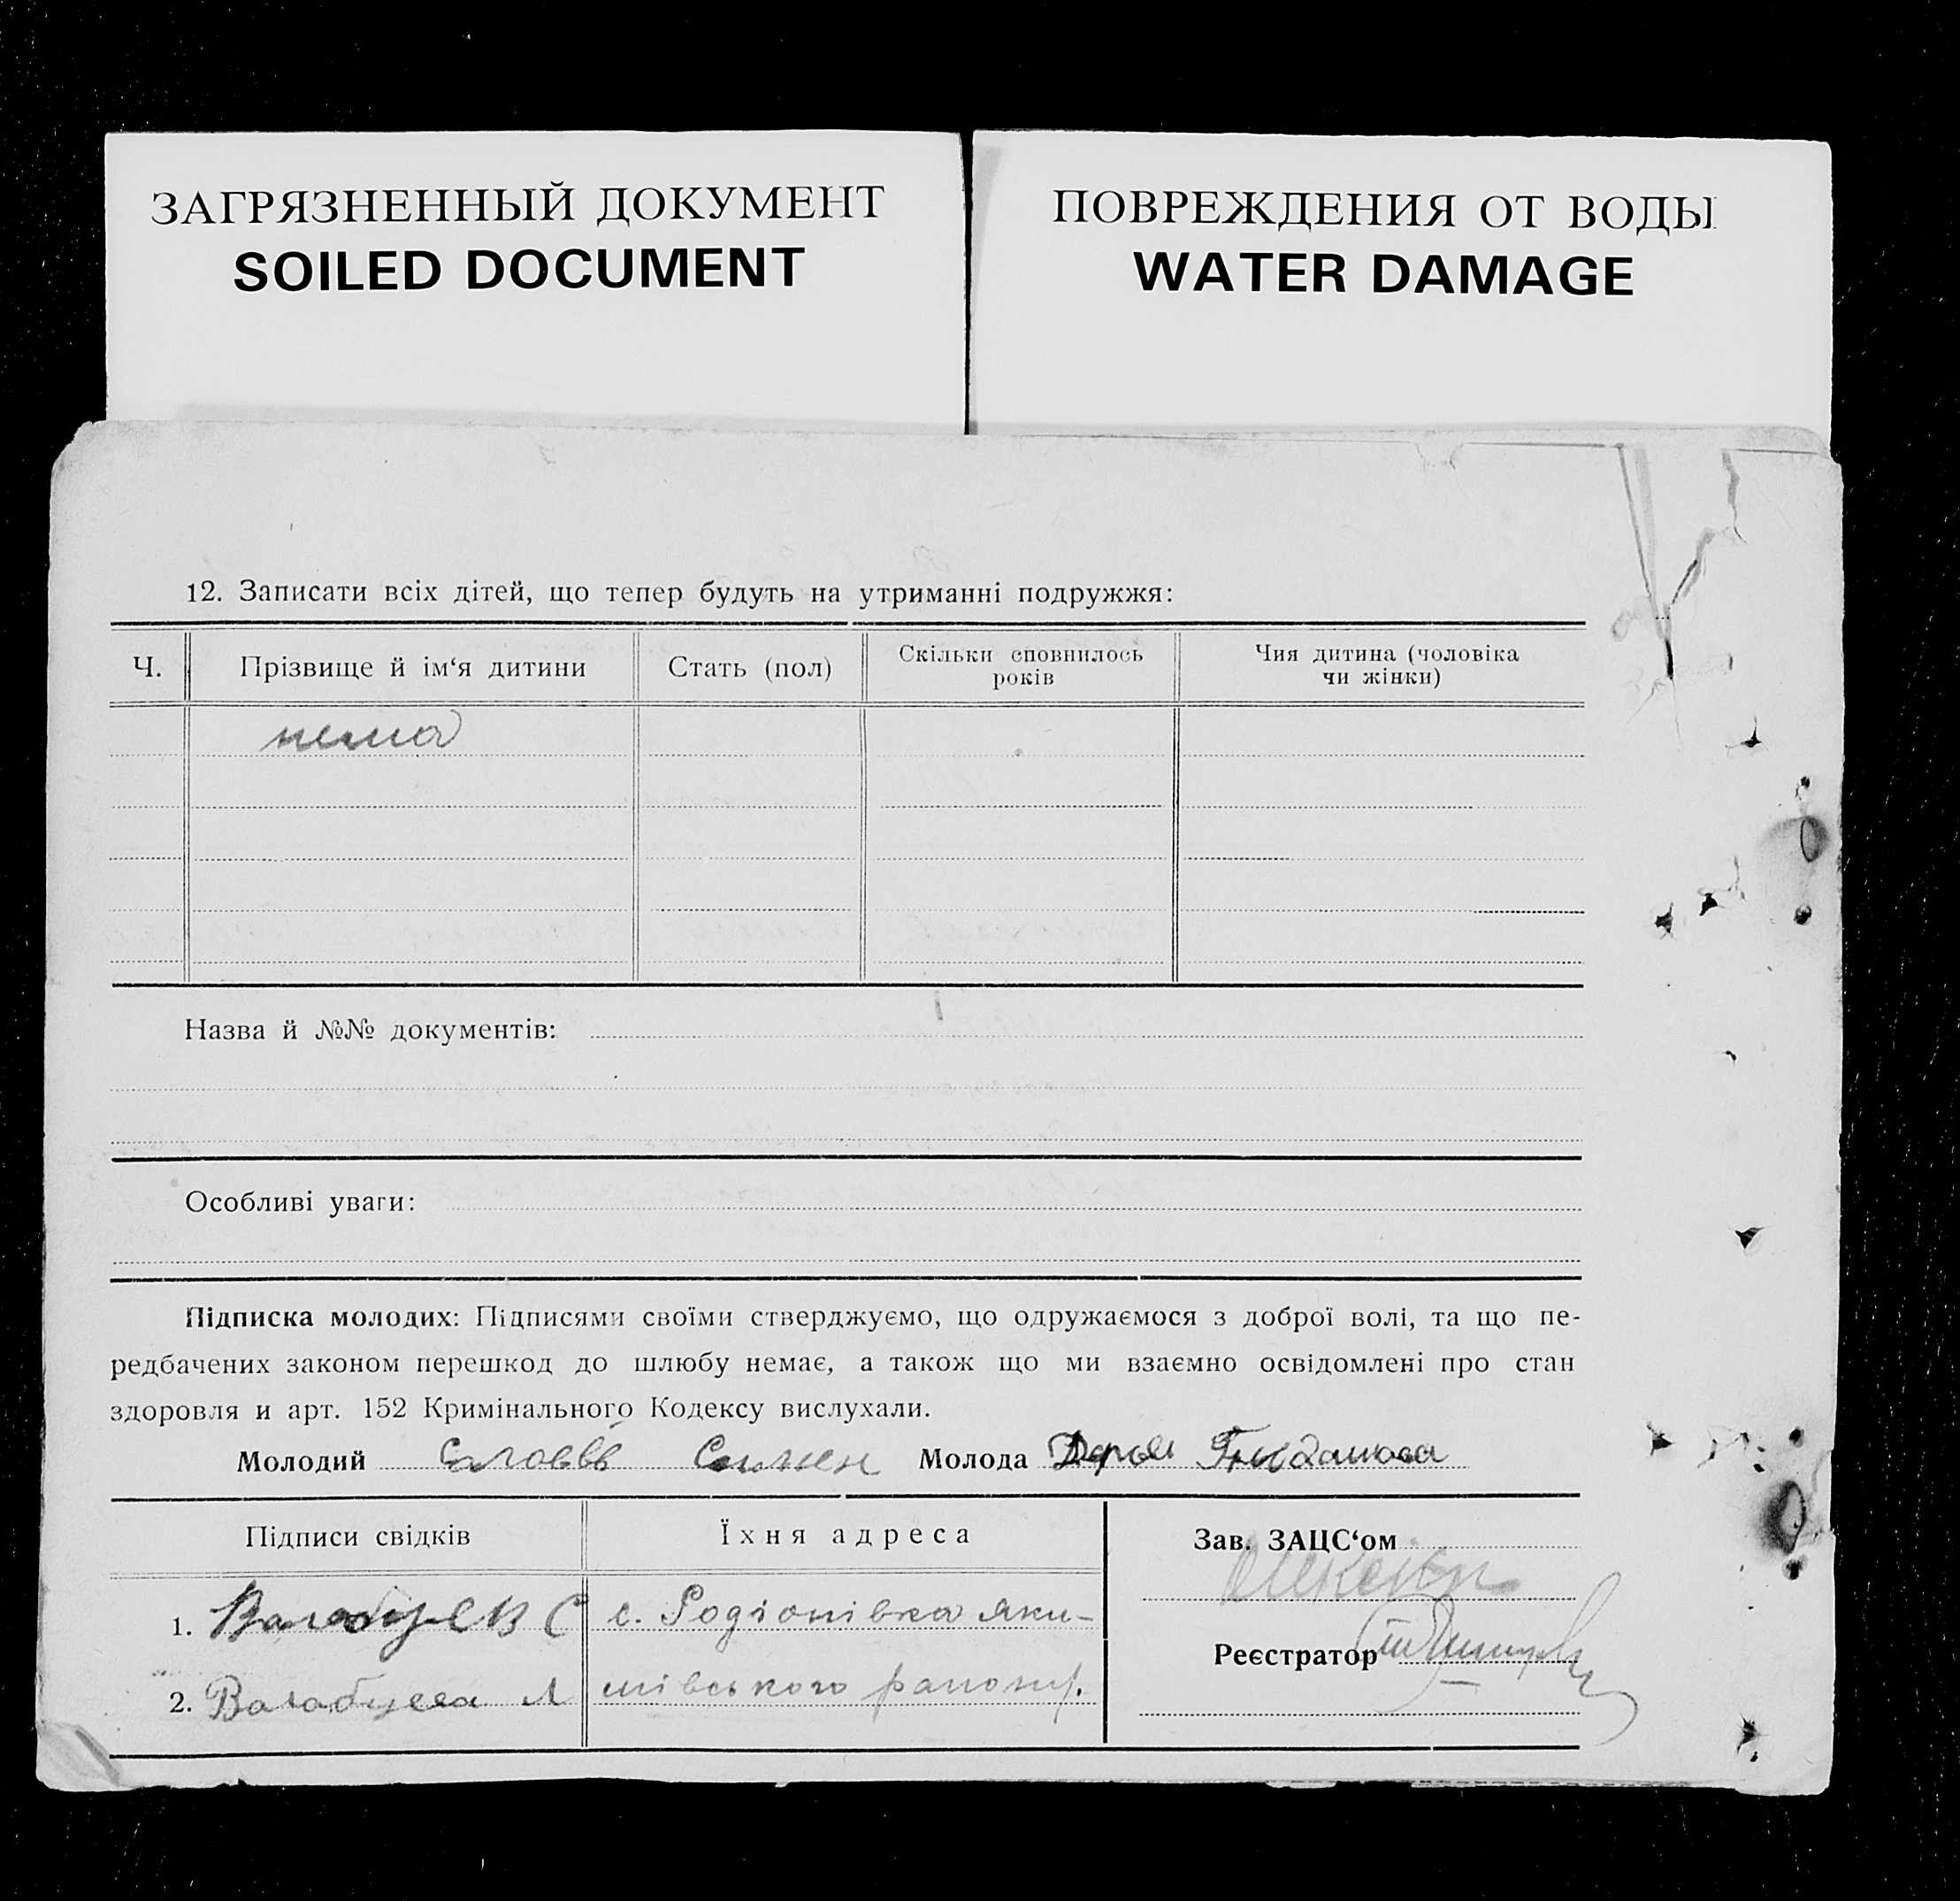 ЗАГРЯЗНЕННЫЙ ДОКУМЕНТ
SOILED DOCUMENT
ПОВРЕЖДЕНИЯ ОТ ВОДЫ
WATER DAMAGE
12. Записати всіх дітей, що тепер будуть на утриманні подружжя:
Ч. Прізвище й ім‘я дитини Стать (пол) Скільки сповнилось років Чия дитина (чоловіка чи жінки)
нема
Назва й №№ документів:
Особливі уваги:
Підписка молодих: Підписями своїми стверджуємо, що одружаємося з доброї волі, та що пе-
редбачених законом перешкод до шлюбу немає, а також що ми взаємно освідомлені про стан
здоровля и арт. 152 Кримінального Кодексу вислухали.
Молодий Молода Дарья
Підписи свідків Їхня адреса Зав. ЗАЦС‘ом
1. с. Родіонівка Яки-
Реєстратор
2. мівського